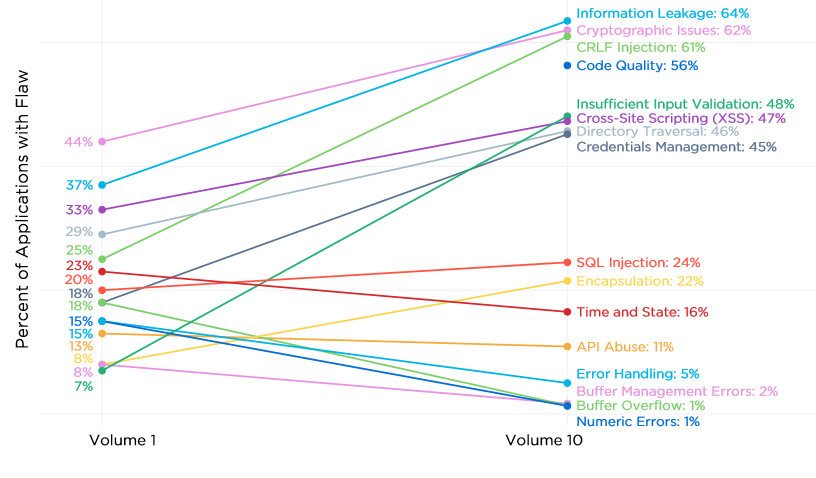 Percent of Applications with Flaw
44%
37%
33%
29%
25%
23%
20%
18%
18%
15%
15%
13%
8%
8%
7%
Information Leakage: 64%
Cryptographic Issues: 62%
CRLF Injection: 61%
Code Quality: 56%
Insufficient Input Validation: 48%
Cross-Site Scripting (XSS): 47%
Directory Traversal: 46%
Credentials Management: 45%
SQL Injection: 24%
Encapsulation: 22%
Time and State: 16%
API Abuse: 11%
Error Handling: 5%
Buffer Management Errors: 2%
Buffer Overflow: 1%
Numeric Errors: 1%
Volume 1
Volume 10